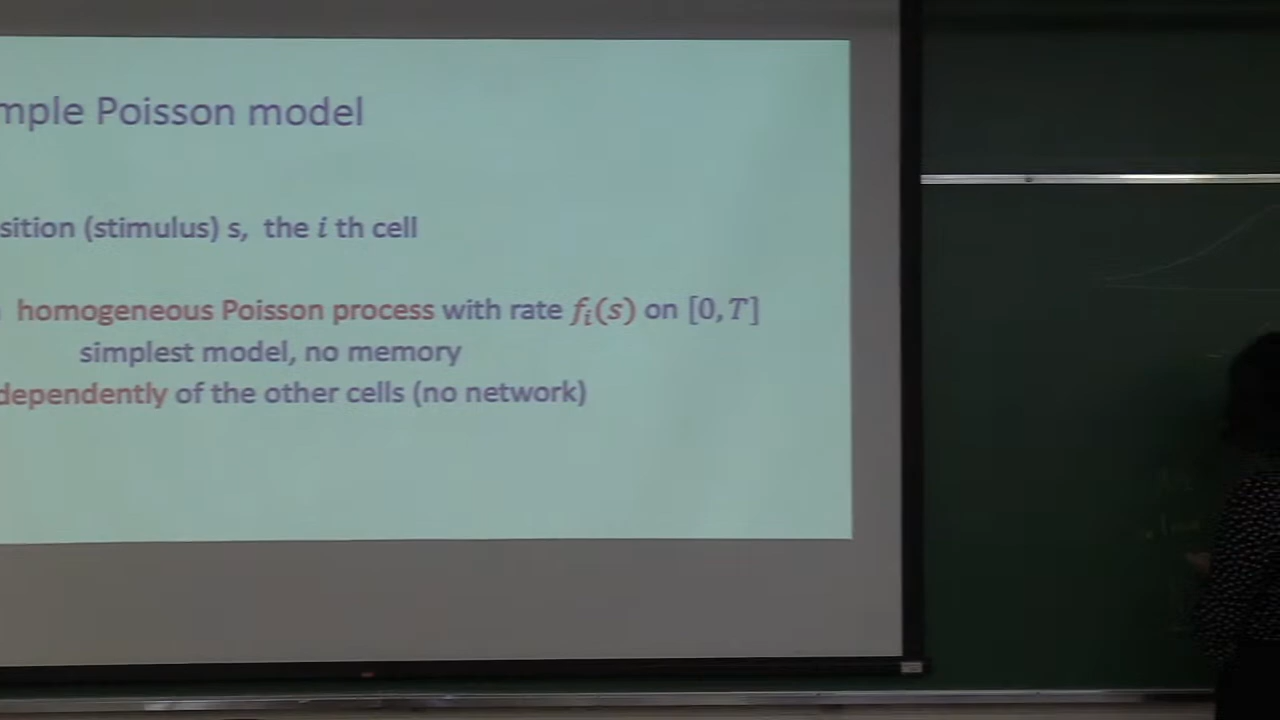 mple Poisson model
sition (stimulus) s, the i th cell
homogeneous Poisson process with rate fᵢ(s) on [0, T]
simplest model, no memory
dependently of the other cells (no network)